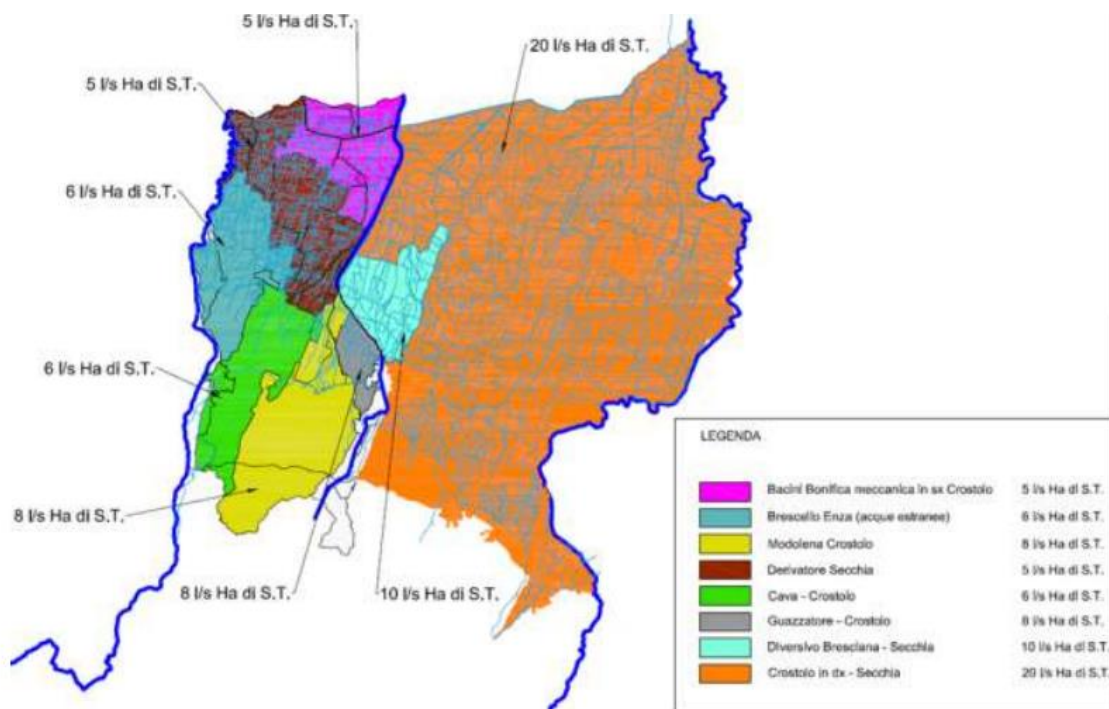 5 l/s Ha di S.T.
20 l/s Ha di S.T.
5 l/s Ha di S.T.
6 l/s Ha di S.T.
6 l/s Ha di S.T.
8 l/s Ha di S.T.
8 l/s Ha di S.T.
10 l/s Ha di S.T.
LEGENDA
Bacini Bonifica meccanica in sx Crostolo 5 l/s Ha di S.T.
Brescello Enza (acque estranee) 6 l/s Ha di S.T.
Modolena Crostolo 8 l/s Ha di S.T.
Derivatore Secchia 5 l/s Ha di S.T.
Cava - Crostolo 6 l/s Ha di S.T.
Guazzatore - Crostolo 8 l/s Ha di S.T.
Diversivo Bresciana - Secchia 10 l/s Ha di S.T.
Crostolo in dx - Secchia 20 l/s Ha di S.T.